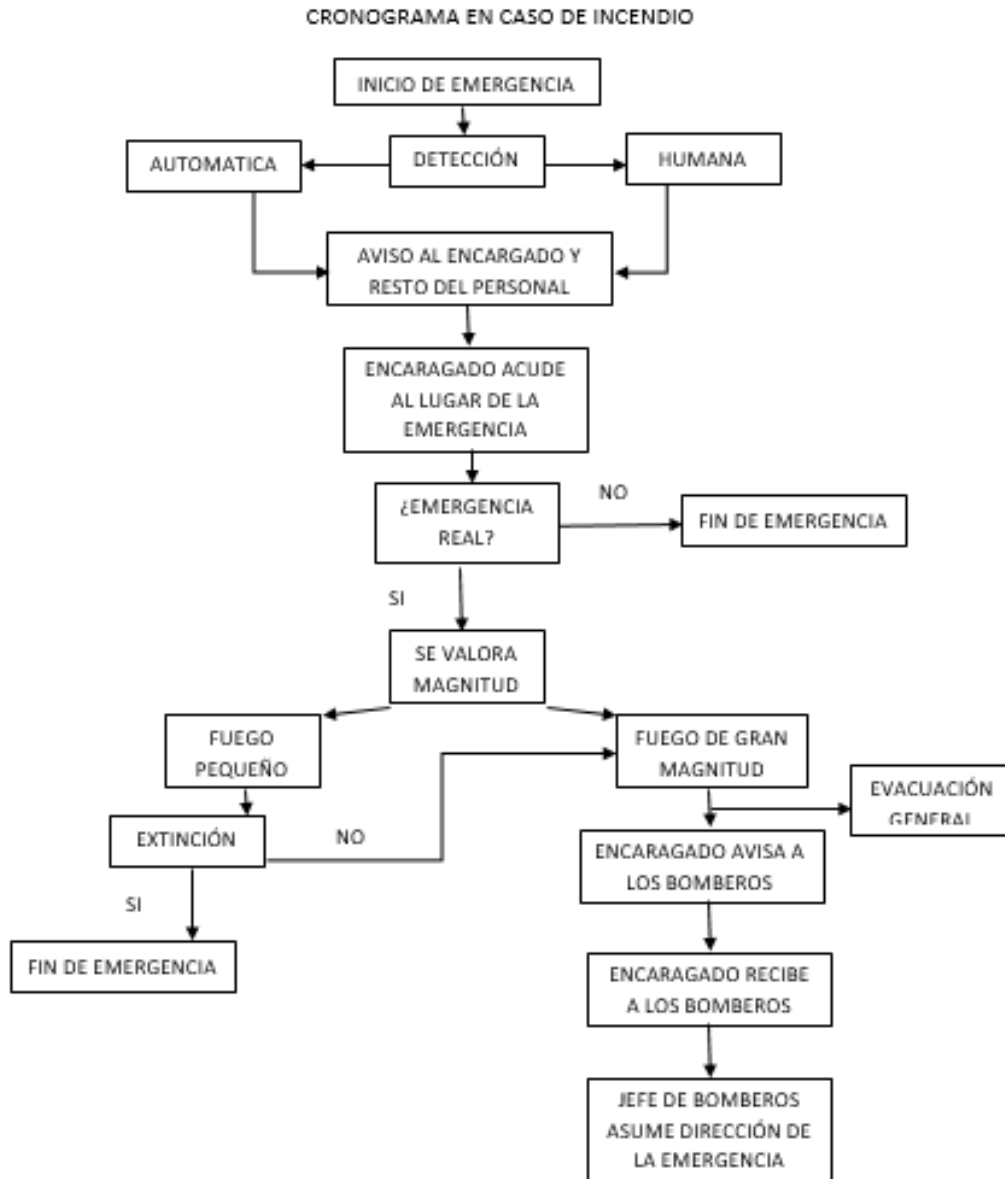 CRONOGRAMA EN CASO DE INCENDIO
INICIO DE EMERGENCIA
AUTOMATICA
DETECCIÓN
HUMANA
AVISO AL ENCARGADO Y
RESTO DEL PERSONAL
ENCARAGADO ACUDE
AL LUGAR DE LA
EMERGENCIA
¿EMERGENCIA
REAL?
NO
FIN DE EMERGENCIA
SI
SE VALORA
MAGNITUD
FUEGO
PEQUEÑO
FUEGO DE GRAN
MAGNITUD
EVACUACIÓN
GENERAL
EXTINCIÓN
NO
ENCARAGADO AVISA A
LOS BOMBEROS
SI
FIN DE EMERGENCIA
ENCARAGADO RECIBE
A LOS BOMBEROS
JEFE DE BOMBEROS
ASUME DIRECCIÓN DE
LA EMERGENCIA